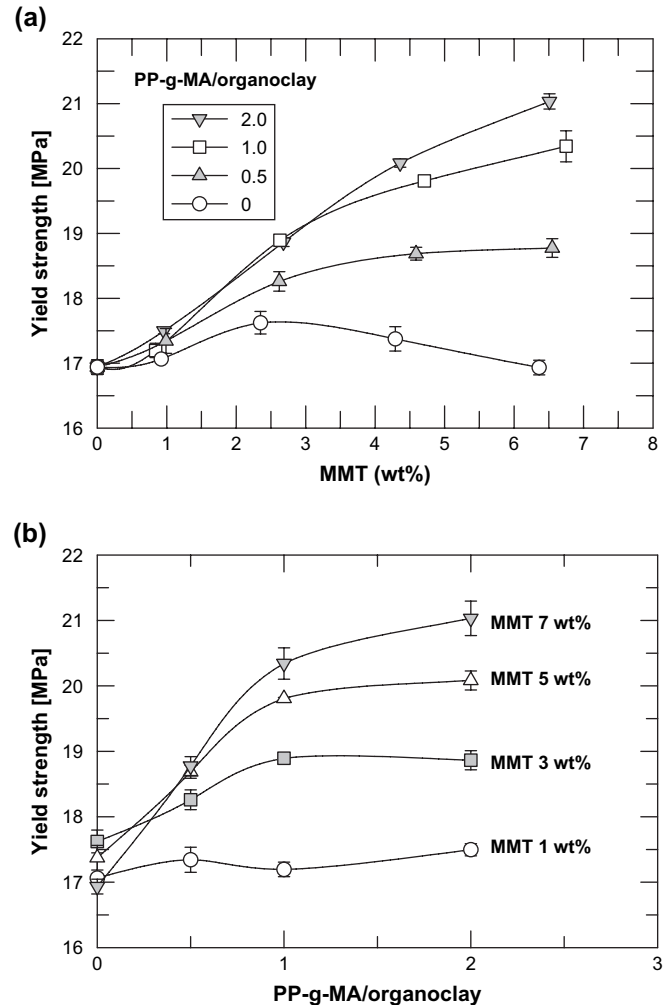 (a)
22
21
20
19
18
17
16
Yield strength [MPa]
PP-g-MA/organoclay
2.0
1.0
0.5
0
0 1 2 3 4 5 6 7 8
MMT (wt%)
(b)
22
21
20
19
18
17
16
Yield strength [MPa]
MMT 7 wt%
MMT 5 wt%
MMT 3 wt%
MMT 1 wt%
0 1 2 3
PP-g-MA/organoclay